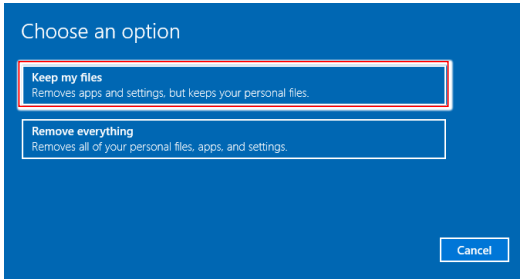 Choose an option
Keep my files
Removes apps and settings, but keeps your personal files.
Remove everything
Removes all of your personal files, apps, and settings.
Cancel